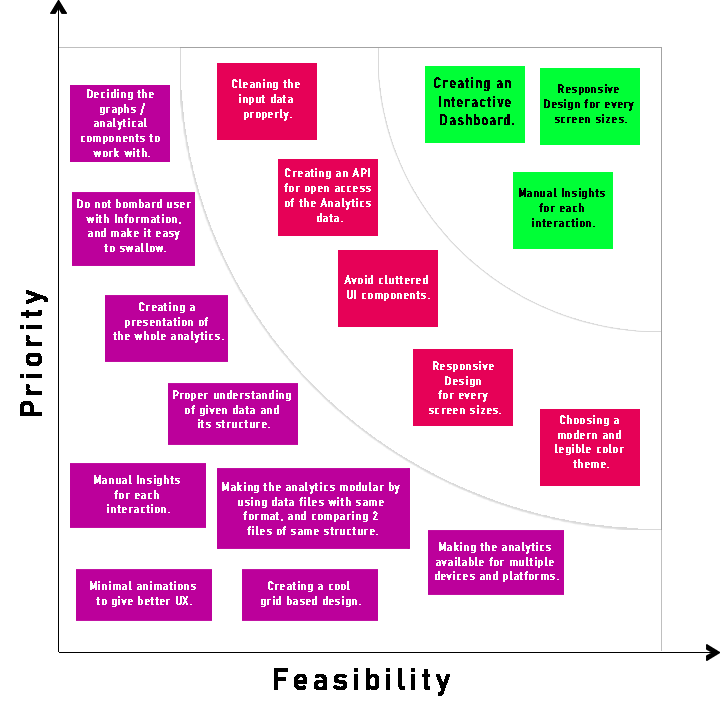 Deciding the
graphs /
analytical
components to
work with.
Cleaning the
input data
properly.
Creating an
Interactive
Dashboard.
Responsive
Design for every
screen sizes.
Creating an API
for open access
of the Analytics
data.
Do not bombard user
with Information,
and make it easy
to swallow.
Manual Insights
for each
interaction.
Avoid cluttered
UI components.
Creating a
presentation of
the whole analytics.
Priority
Responsive
Design
for every
screen sizes.
Proper understanding
of given data and
its structure.
Choosing a
modern and
legible color
theme.
Manual Insights
for each
interaction.
Making the analytics modular by
using data files with same
format, and comparing 2
files of same structure.
Making the analytics
available for multiple
devices and platforms.
Minimal animations
to give better UX.
Creating a cool
grid based design.
Feasibility